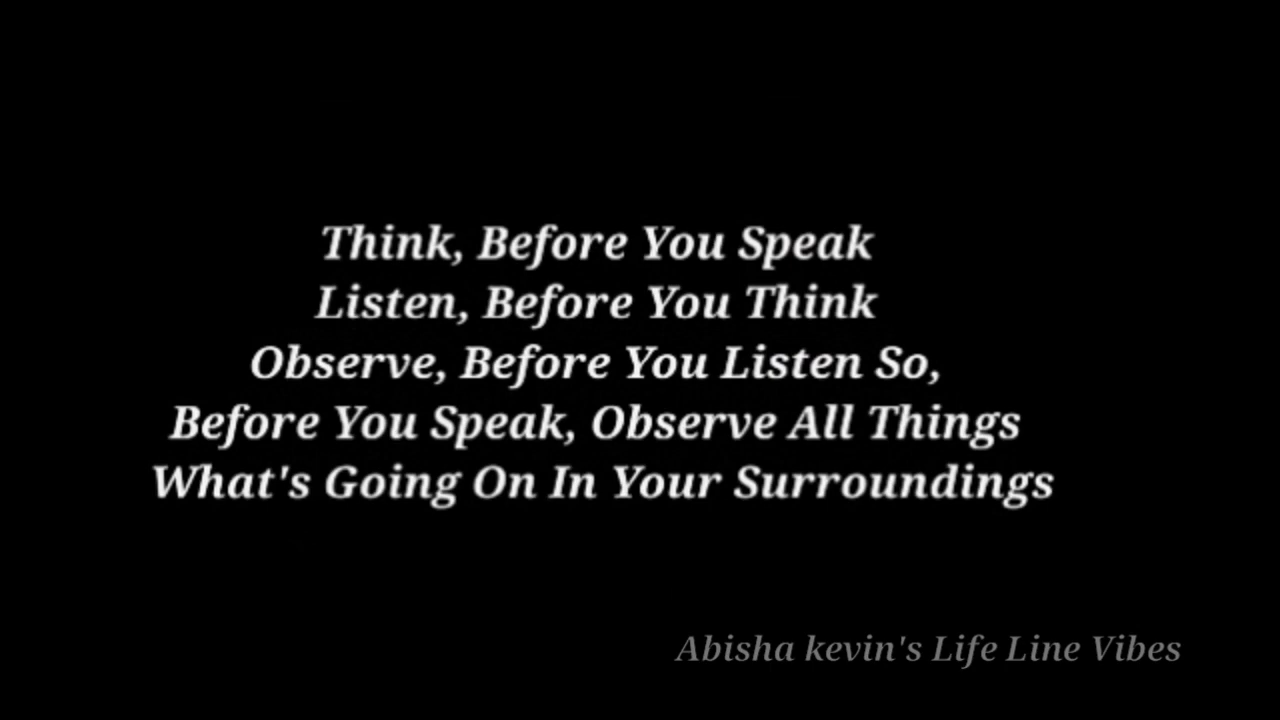 Think, Before You Speak
Listen, Before You Think
Observe, Before You Listen So,
Before You Speak, Observe All Things
What's Going On In Your Surroundings
Abisha kevin's Life Line Vibes